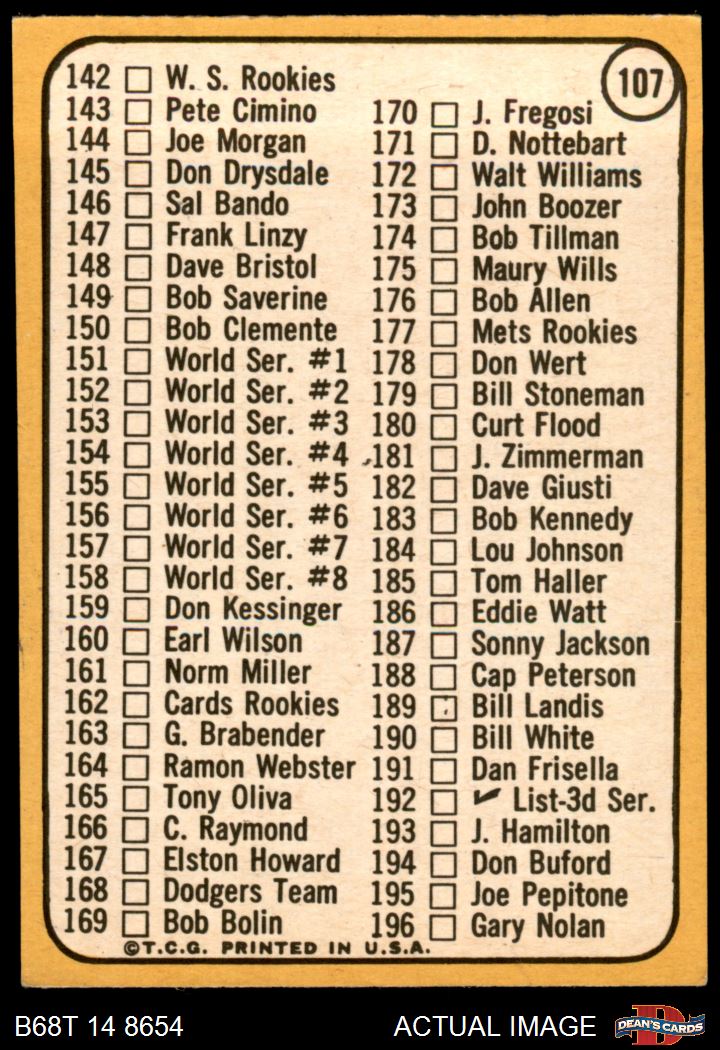 107
142 W. S. Rookies
143 Pete Cimino
144 Joe Morgan
145 Don Drysdale
146 Sal Bando
147 Frank Linzy
148 Dave Bristol
149 Bob Saverine
150 Bob Clemente
151 World Ser. #1
152 World Ser. #2
153 World Ser. #3
154 World Ser. #4
155 World Ser. #5
156 World Ser. #6
157 World Ser. #7
158 World Ser. #8
159 Don Kessinger
160 Earl Wilson
161 Norm Miller
162 Cards Rookies
163 G. Brabender
164 Ramon Webster
165 Tony Oliva
166 C. Raymond
167 Elston Howard
168 Dodgers Team
169 Bob Bolin
170 J. Fregosi
171 D. Nottebart
172 Walt Williams
173 John Boozer
174 Bob Tillman
175 Maury Wills
176 Bob Allen
177 Mets Rookies
178 Don Wert
179 Bill Stoneman
180 Curt Flood
181 J. Zimmerman
182 Dave Giusti
183 Bob Kennedy
184 Lou Johnson
185 Tom Haller
186 Eddie Watt
187 Sonny Jackson
188 Cap Peterson
189 Bill Landis
190 Bill White
191 Dan Frisella
192 ✓ List-3d Ser.
193 J. Hamilton
194 Don Buford
195 Joe Pepitone
196 Gary Nolan
©T.C.G. PRINTED IN U.S.A.
B68T 14 8654
ACTUAL IMAGE
D
DEAN'S CARDS